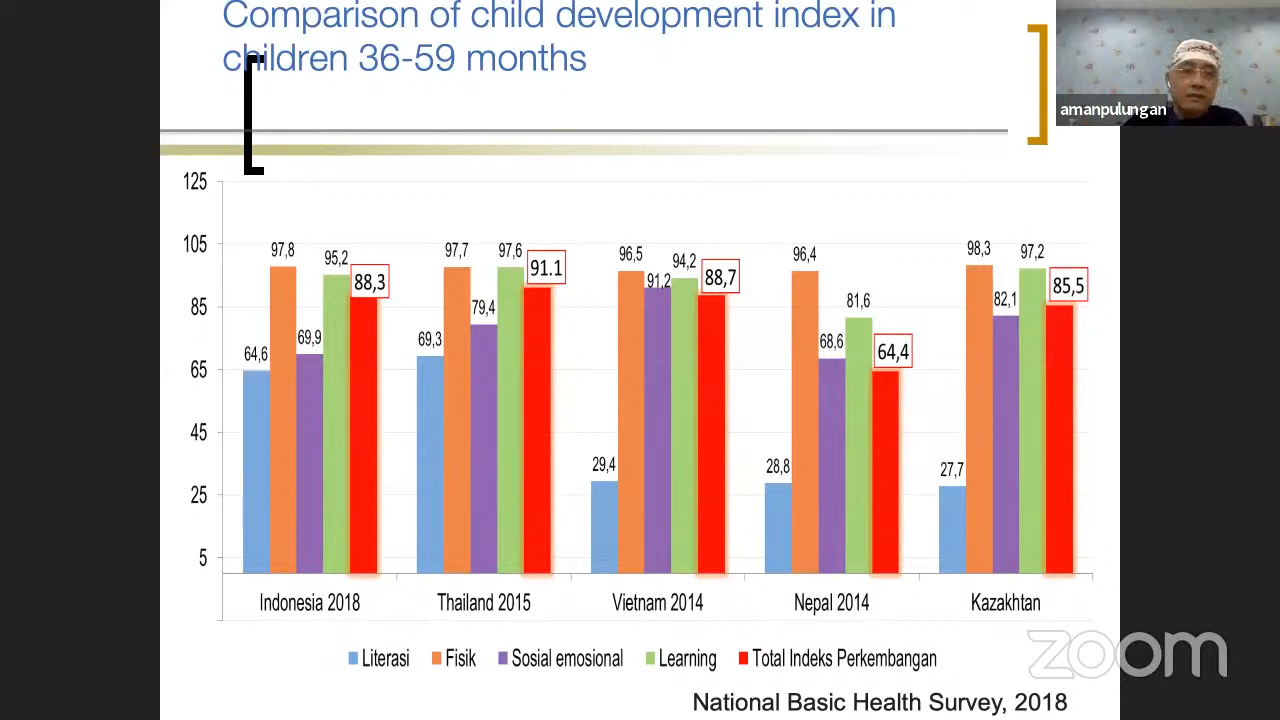 Comparison of child development index in
children 36-59 months
amanpulungan
125
105
85
65
45
25
5
64,6
97,8
69,9
95,2
88,3
69,3
97,7
79,4
97,6
91.1
29,4
96,5
91,2
94,2
88,7
28,8
96,4
68,6
81,6
64,4
27,7
98,3
82,1
97,2
85,5
Indonesia 2018
Thailand 2015
Vietnam 2014
Nepal 2014
Kazakhtan
Literasi
Fisik
Sosial emosional
Learning
Total Indeks Perkembangan
zoom
National Basic Health Survey, 2018